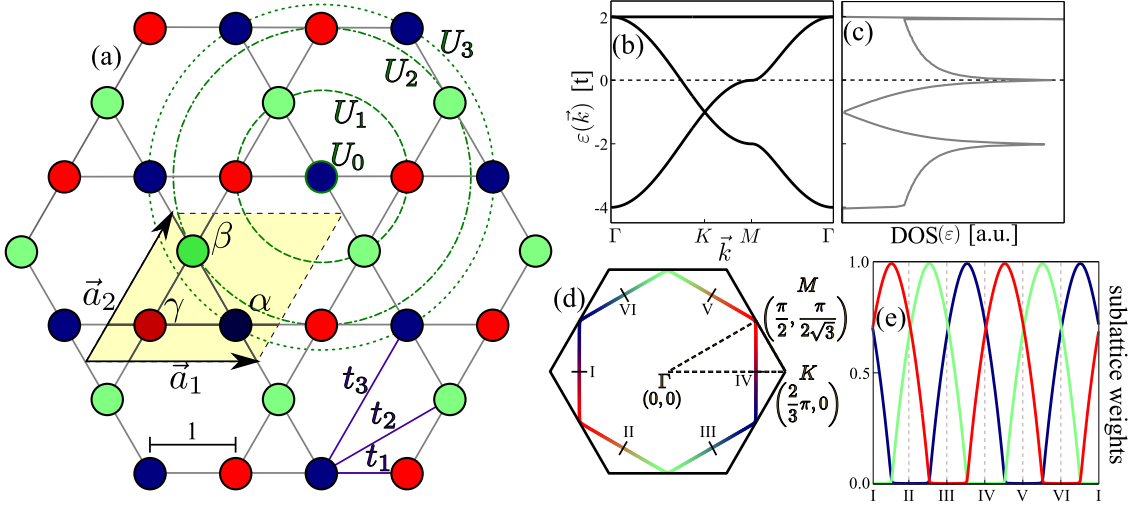 (a)
U₃
U₂
U₁
U₀
β
a⃗₂
γ
α
a⃗₁
t₃
t₂
t₁
1
(b)
ε(k⃗) [t]
2
0
-2
-4
Γ
K
k⃗
M
Γ
(c)
DOS(ε) [a.u.]
(d)
VI
V
M
(π/2, π/(2√3))
I
Γ
(0, 0)
IV
K
(2/3 π, 0)
II
III
(e)
1.0
0.5
0.0
I
II
III
IV
V
VI
I
sublattice weights